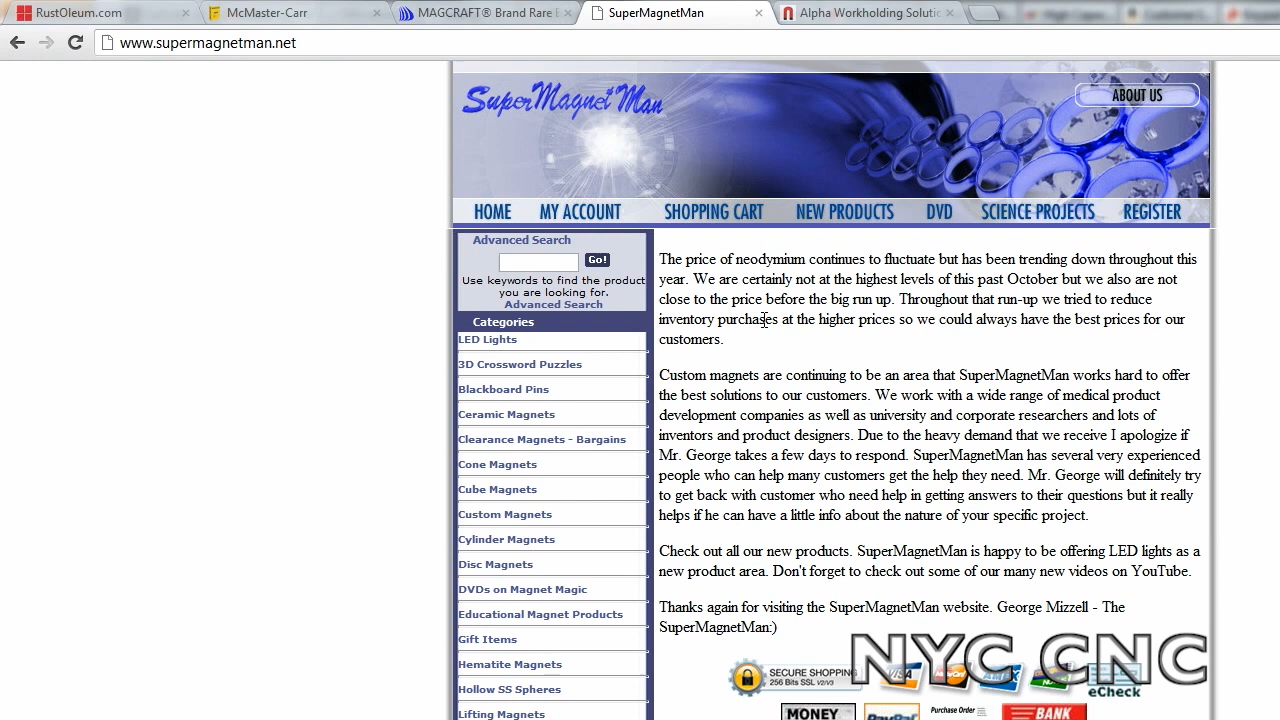 RustOleum.com
McMaster-Carr
MAGCRAFT® Brand Rare E
SuperMagnetMan
Alpha Workholding Soluti
www.supermagnetman.net
SuperMagnetMan
ABOUT US
HOME MY ACCOUNT SHOPPING CART NEW PRODUCTS DVD SCIENCE PROJECTS REGISTER
Advanced Search
Go!
Use keywords to find the product
you are looking for.
Advanced Search
Categories
LED Lights
3D Crossword Puzzles
Blackboard Pins
Ceramic Magnets
Clearance Magnets - Bargains
Cone Magnets
Cube Magnets
Custom Magnets
Cylinder Magnets
Disc Magnets
DVDs on Magnet Magic
Educational Magnet Products
Gift Items
Hematite Magnets
Hollow SS Spheres
Lifting Magnets
The price of neodymium continues to fluctuate but has been trending down throughout this
year. We are certainly not at the highest levels of this past October but we also are not
close to the price before the big run up. Throughout that run-up we tried to reduce
inventory purchases at the higher prices so we could always have the best prices for our
customers.
Custom magnets are continuing to be an area that SuperMagnetMan works hard to offer
the best solutions to our customers. We work with a wide range of medical product
development companies as well as university and corporate researchers and lots of
inventors and product designers. Due to the heavy demand that we receive I apologize if
Mr. George takes a few days to respond. SuperMagnetMan has several very experienced
people who can help many customers get the help they need. Mr. George will definitely try
to get back with customer who need help in getting answers to their questions but it really
helps if he can have a little info about the nature of your specific project.
Check out all our new products. SuperMagnetMan is happy to be offering LED lights as a
new product area. Don't forget to check out some of our many new videos on YouTube.
Thanks again for visiting the SuperMagnetMan website. George Mizzell - The
SuperMagnetMan:)
NYC CNC
SECURE SHOPPING
256 Bits SSL V2/V3
VISA
eCheck
MONEY
PayPal
Purchase Order
BANK